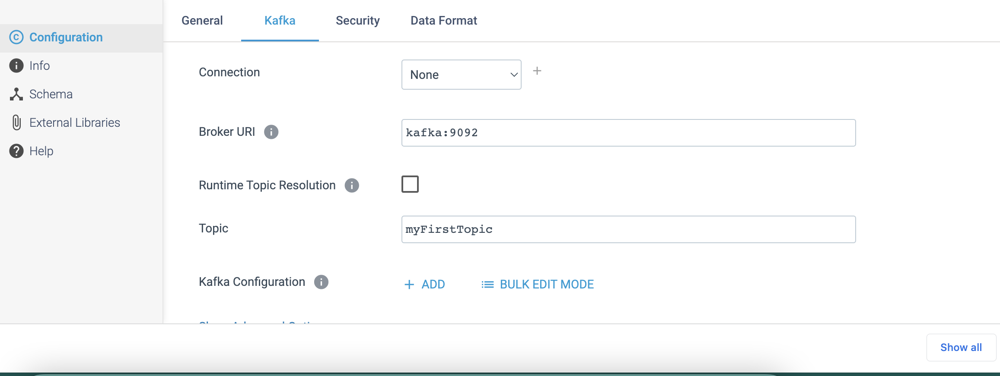 General Kafka Security Data Format
Configuration
Info
Schema
External Libraries
Help
Connection None
Broker URI kafka:9092
Runtime Topic Resolution
Topic myFirstTopic
Kafka Configuration ADD BULK EDIT MODE
Show all